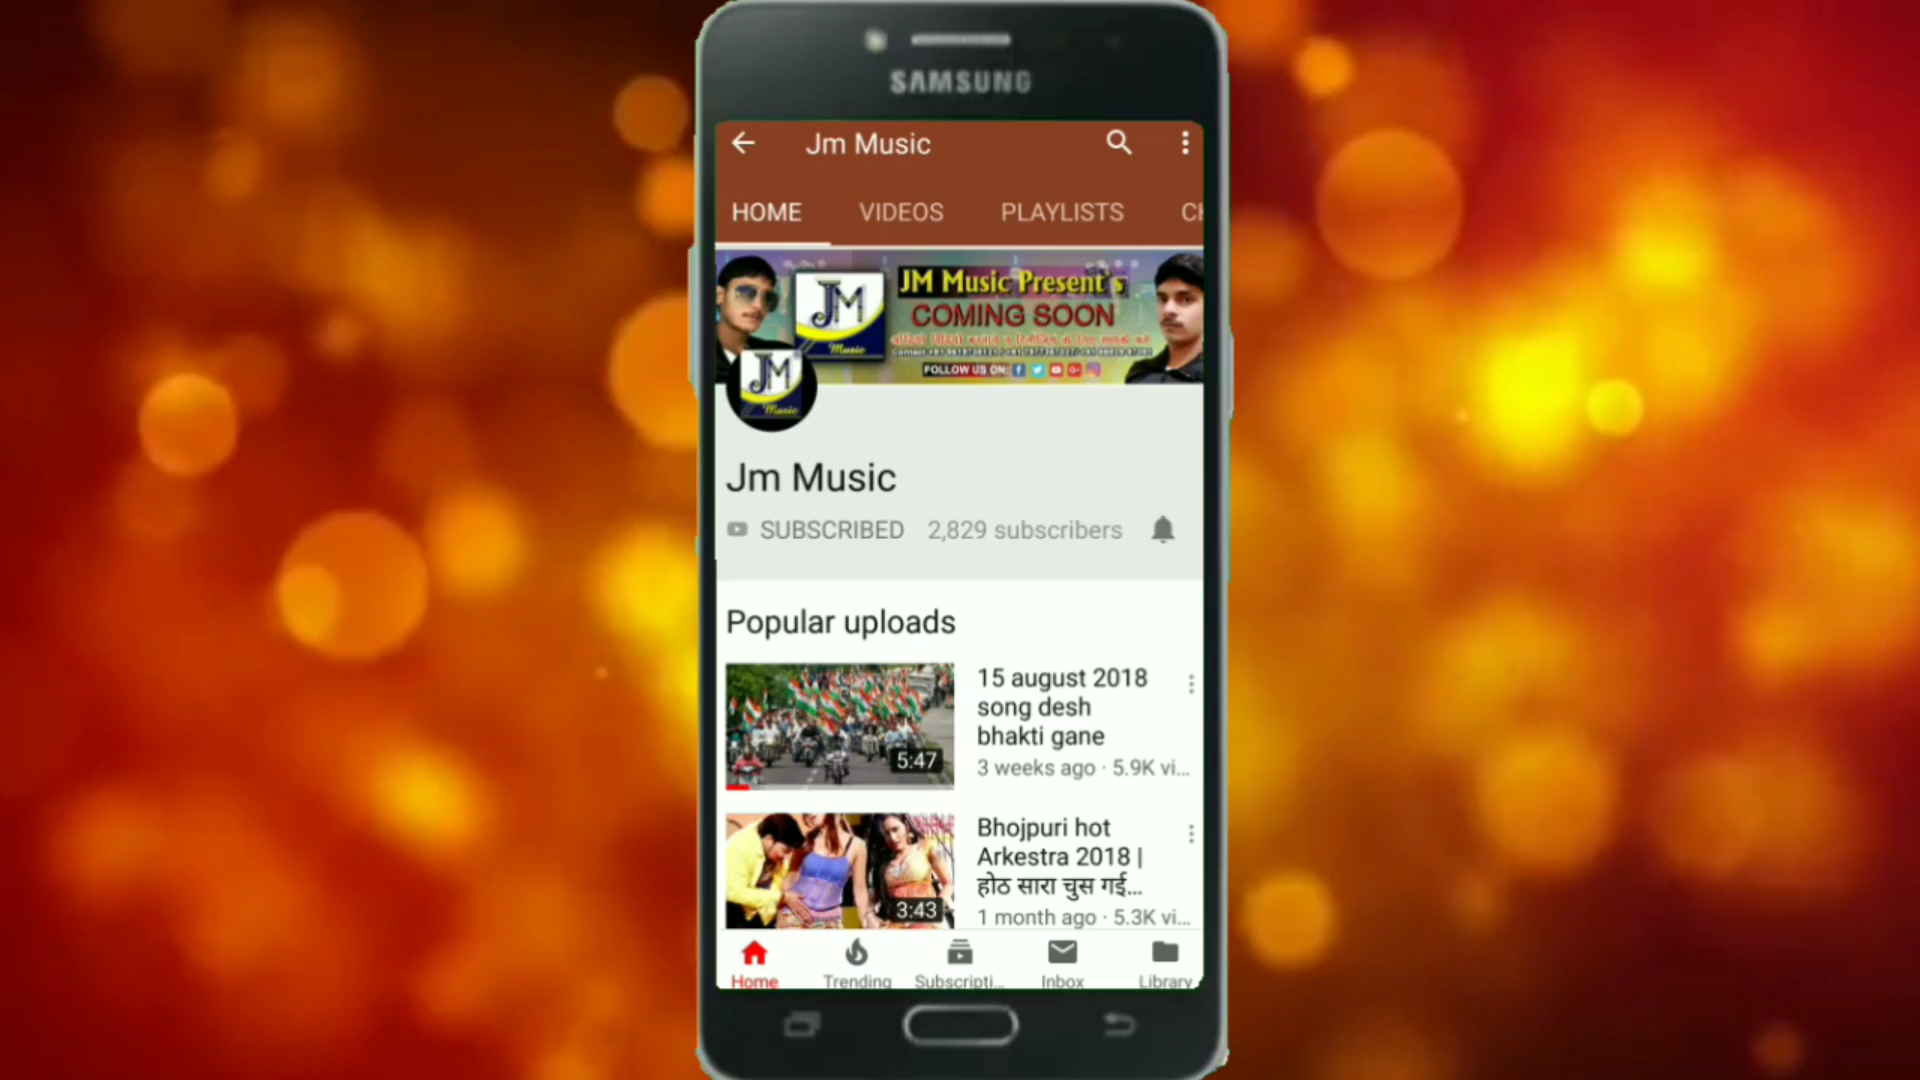 SAMSUNG
Jm Music
HOME VIDEOS PLAYLISTS CH
JM Music Present's
COMING SOON
JM
Music
FOLLOW US ON:
JM
Music
Jm Music
SUBSCRIBED 2,829 subscribers
Popular uploads
15 august 2018
song desh
bhakti gane
3 weeks ago · 5.9K vi...
5:47
Bhojpuri hot
Arkestra 2018 |
होठ सारा चुस गई...
1 month ago · 5.3K vi...
3:43
Home Trending Subscripti... Inbox Library